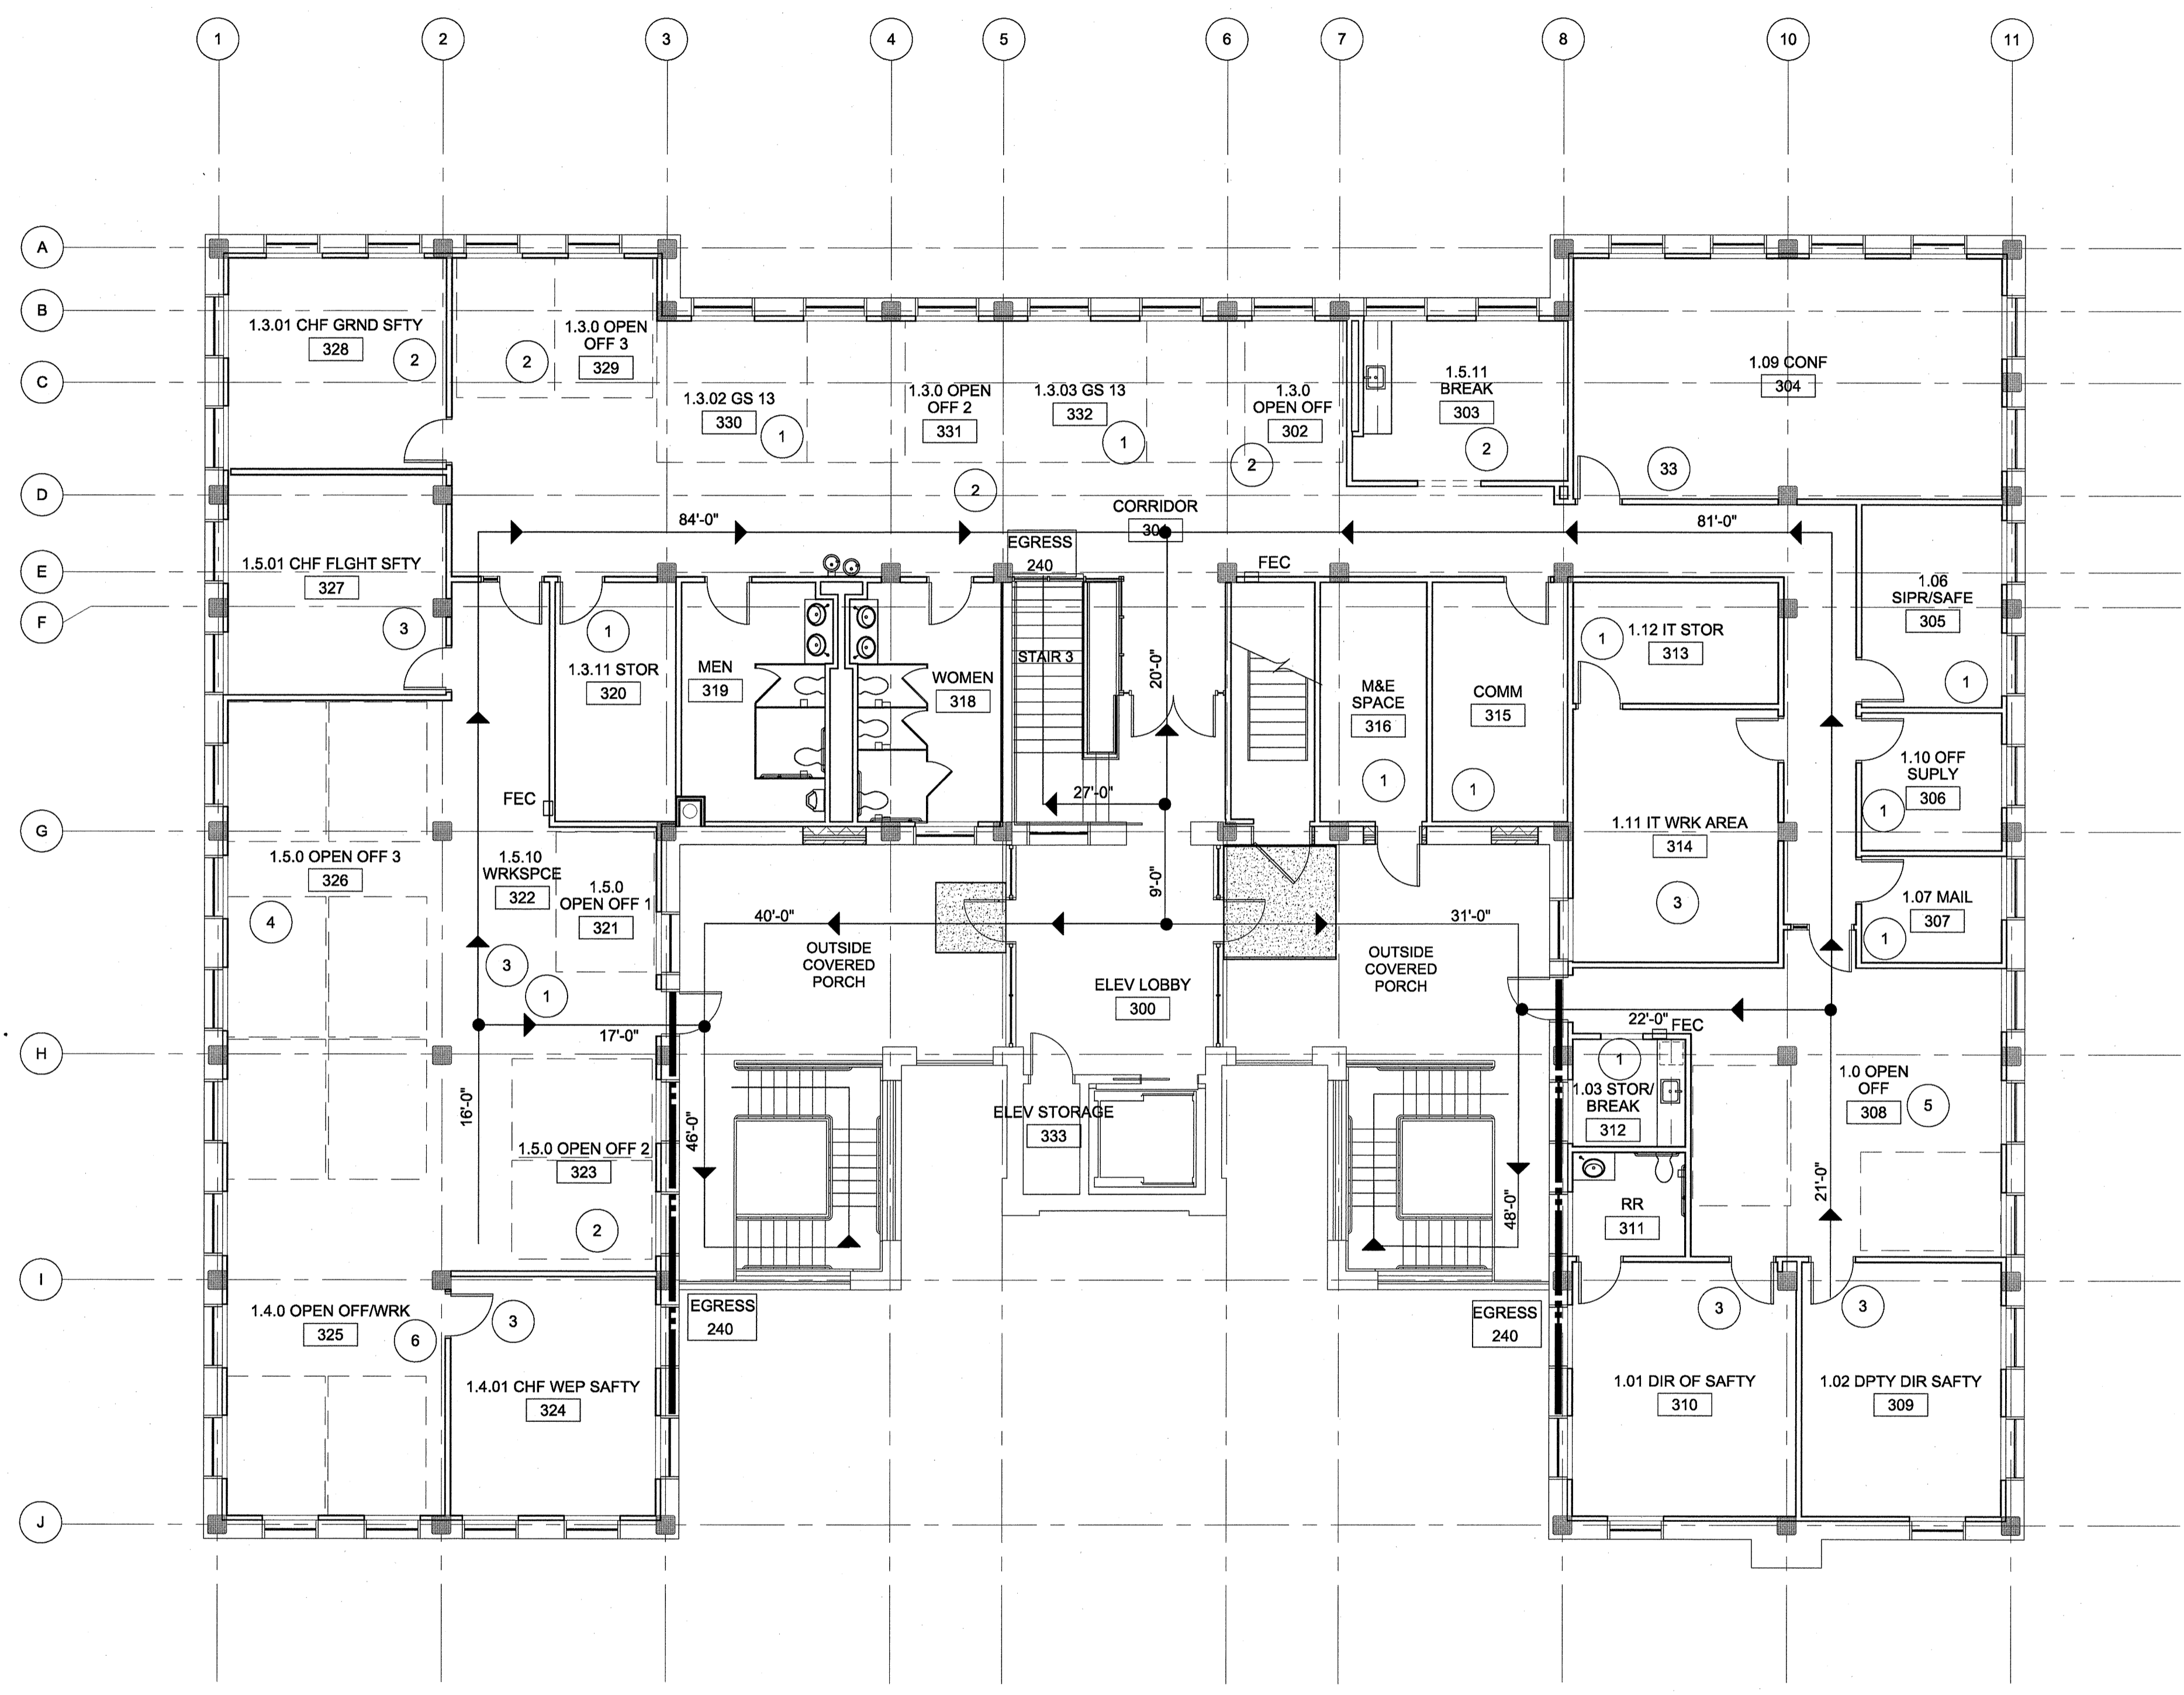 1
2
3
4
5
6
7
8
10
11
A
B
C
D
E
F
G
H
I
J
1.3.01 CHF GRND SFTY
328
2
1.3.0 OPEN
OFF 3
329
2
1.3.02 GS 13
330
1
1.3.0 OPEN
OFF 2
331
2
1.3.03 GS 13
332
1
1.3.0
OPEN OFF
302
2
1.5.11
BREAK
303
2
1.09 CONF
304
33
84'-0"
CORRIDOR
81'-0"
EGRESS
240
FEC
1.5.01 CHF FLGHT SFTY
327
3
1
1.3.11 STOR
320
MEN
319
WOMEN
318
STAIR 3
20'-0"
M&E
SPACE
316
1
COMM
315
1
1
1.12 IT STOR
313
1.06
SIPR/SAFE
305
1
1.10 OFF
SUPLY
306
1
FEC
27'-0"
1.11 IT WRK AREA
314
3
1.5.0 OPEN OFF 3
326
4
1.5.10
WRKSPCE
322
1.5.0
OPEN OFF 1
321
3
1
9'-0"
40'-0"
31'-0"
1.07 MAIL
307
1
OUTSIDE
COVERED
PORCH
OUTSIDE
COVERED
PORCH
ELEV LOBBY
300
17'-0"
22'-0"
FEC
16'-0"
46'-0"
1
1.03 STOR/
BREAK
312
1.0 OPEN
OFF
308
5
ELEV STORAGE
333
1.5.0 OPEN OFF 2
323
2
48'-0"
RR
311
21'-0"
1.4.0 OPEN OFF/WRK
325
6
3
EGRESS
240
EGRESS
240
3
3
1.4.01 CHF WEP SAFTY
324
1.01 DIR OF SAFTY
310
1.02 DPTY DIR SAFTY
309